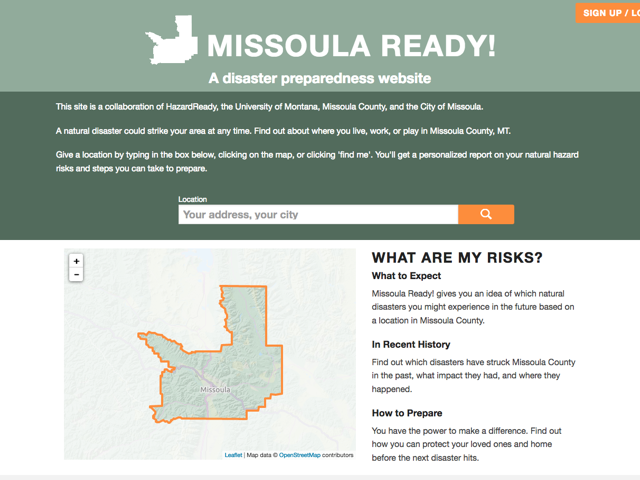 SIGN UP / LO
MISSOULA READY!
A disaster preparedness website
This site is a collaboration of HazardReady, the University of Montana, Missoula County, and the City of Missoula.
A natural disaster could strike your area at any time. Find out about where you live, work, or play in Missoula County, MT.
Give a location by typing in the box below, clicking on the map, or clicking 'find me'. You'll get a personalized report on your natural hazard
risks and steps you can take to prepare.
Location
Your address, your city
+
-
Missoula
Leaflet | Map data © OpenStreetMap contributors
WHAT ARE MY RISKS?
What to Expect
Missoula Ready! gives you an idea of which natural
disasters you might experience in the future based on
a location in Missoula County.
In Recent History
Find out which disasters have struck Missoula County
in the past, what impact they had, and where they
happened.
How to Prepare
You have the power to make a difference. Find out
how you can protect your loved ones and home
before the next disaster hits.